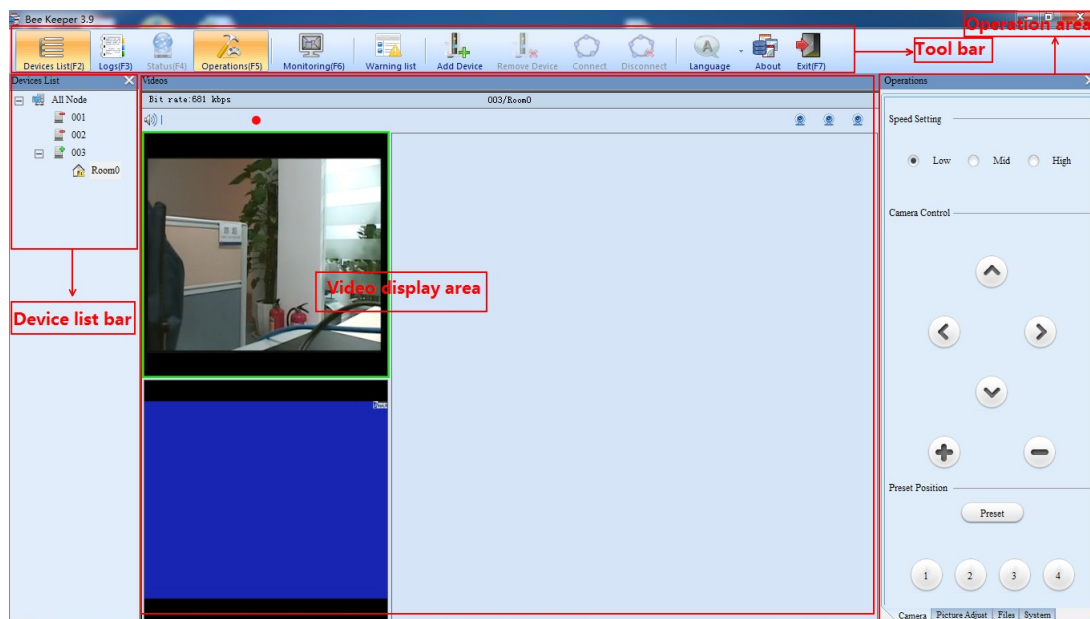 Bee Keeper 3.9
Operation area
Devices List(F2) Logs(F3) Status(F4) Operations(F5) Monitoring(F6) Warning list Add Device Remove Device Connect Disconnect Language About Exit(F7)
Tool bar
Devices List Videos Operations
Bit rate:681 kbps 003/Room0
All Node
001
002
003
Room0
Speed Setting
Low Mid High
Camera Control
Video display area
Device list bar
Preset Position
Preset
1 2 3 4
Camera Picture Adjust Files System